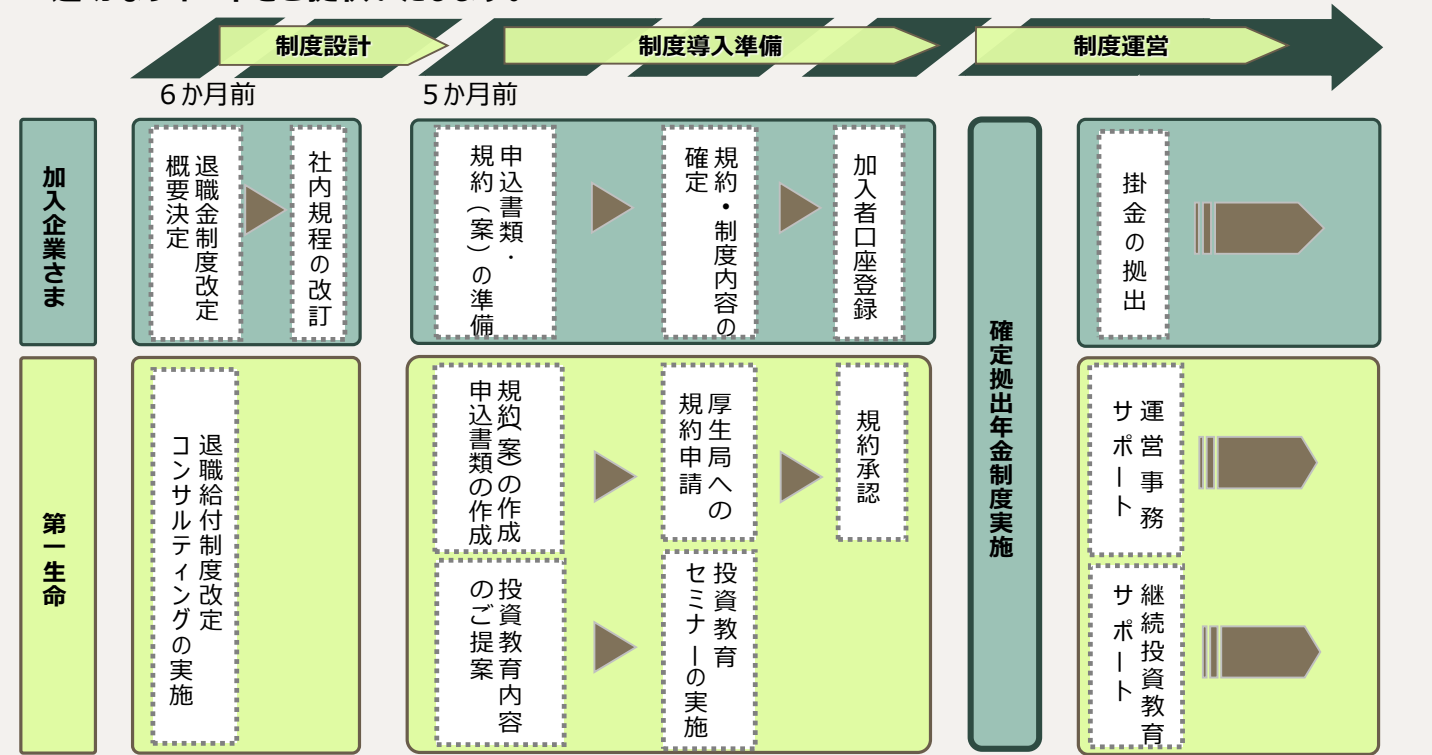 制度設計
制度導入準備
制度運営
6か月前
5か月前
加入企業さま
退職金制度改定
概要決定
社内規程の改訂
申込書類・
規約(案)の準備
規約・制度内容の
確定
加入者口座登録
確定拠出年金制度実施
掛金の拠出
第一生命
退職給付制度改定
コンサルティングの実施
規約(案)の作成
申込書類の作成
厚生局への
規約申請
規約承認
投資教育内容
のご提案
投資教育
セミナーの実施
運営事務
サポート
継続投資教育
サポート